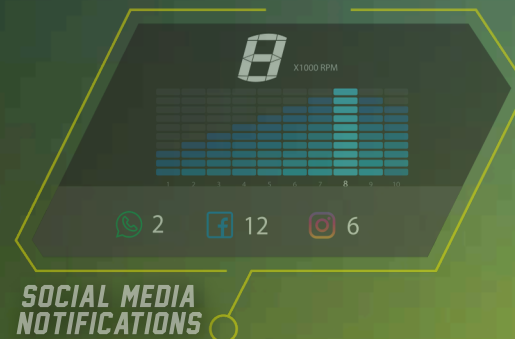 8
X1000 RPM
1 2 3 4 5 6 7 8 9 10
2 12 6
SOCIAL MEDIA
NOTIFICATIONS